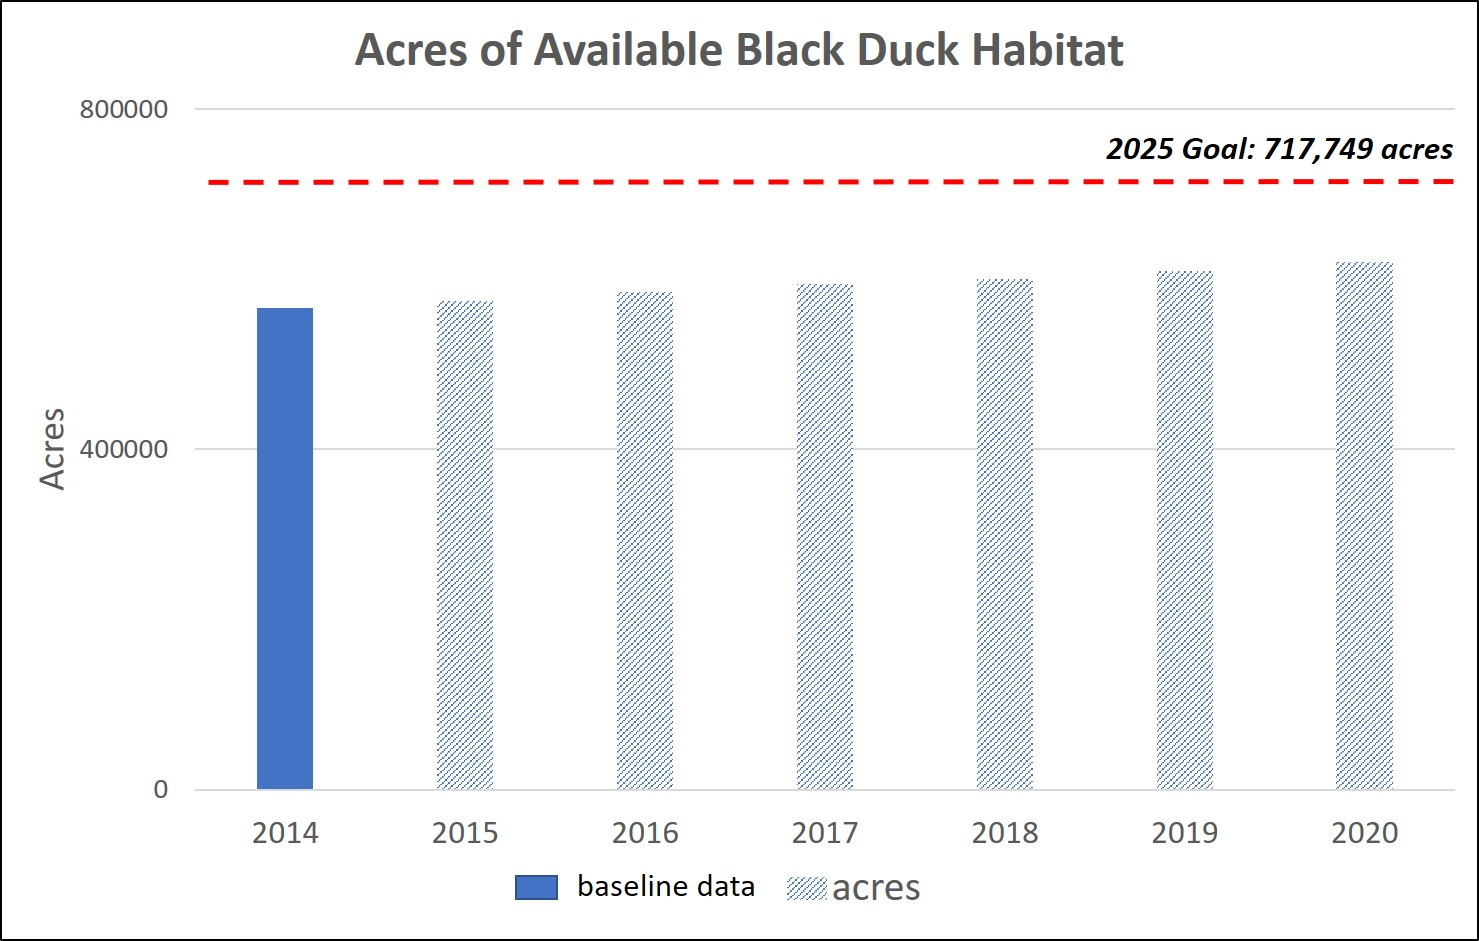 Acres of Available Black Duck Habitat
800000
2025 Goal: 717,749 acres
Acres
400000
0
2014 2015 2016 2017 2018 2019 2020
baseline data acres